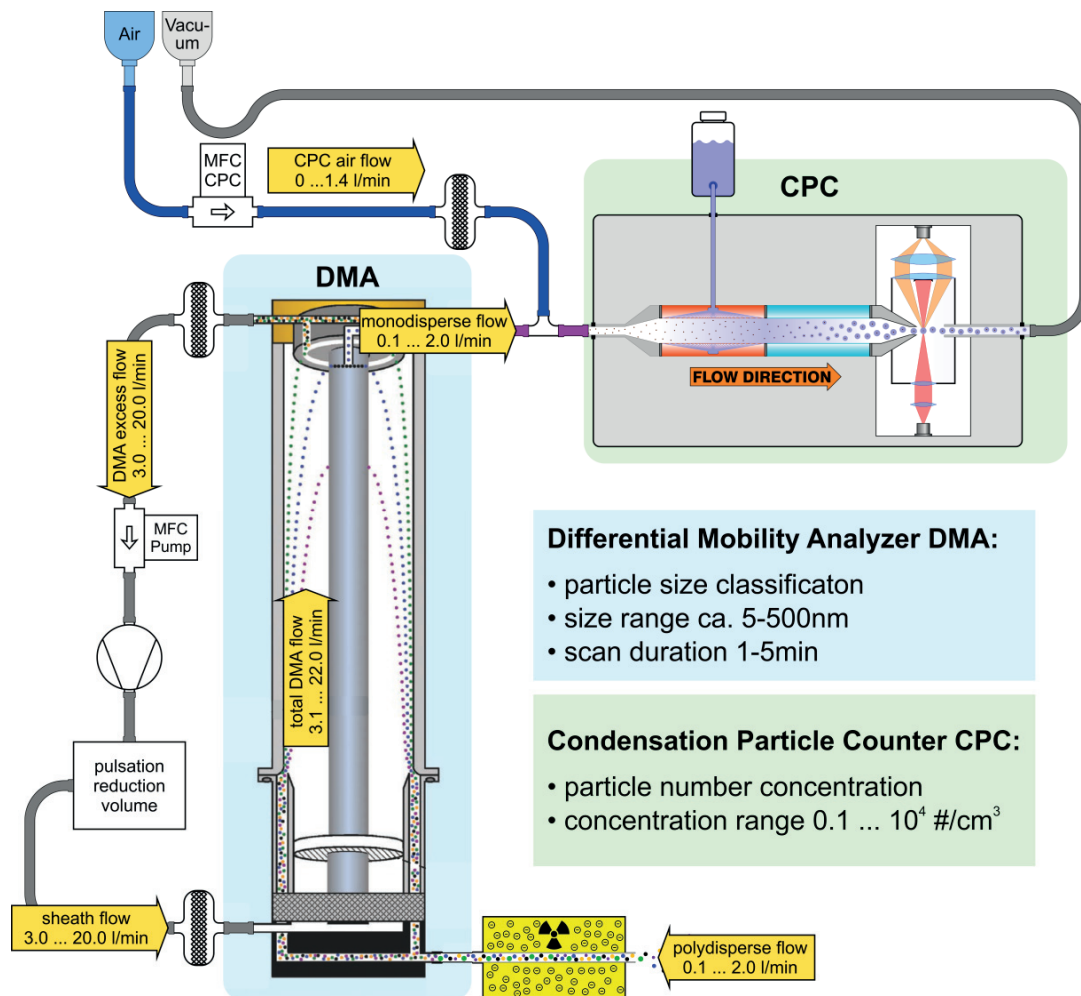 Air
Vacu-
um
MFC
CPC
CPC air flow
0 ...1.4 l/min
CPC
DMA
monodisperse flow
0.1 ... 2.0 l/min
FLOW DIRECTION
DMA excess flow
3.0 ... 20.0 l/min
MFC
Pump
total DMA flow
3.1 ... 22.0 l/min
pulsation
reduction
volume
sheath flow
3.0 ... 20.0 l/min
polydisperse flow
0.1 ... 2.0 l/min
Differential Mobility Analyzer DMA:
• particle size classificaton
• size range ca. 5-500nm
• scan duration 1-5min
Condensation Particle Counter CPC:
• particle number concentration
• concentration range 0.1 ... 10⁴ #/cm³